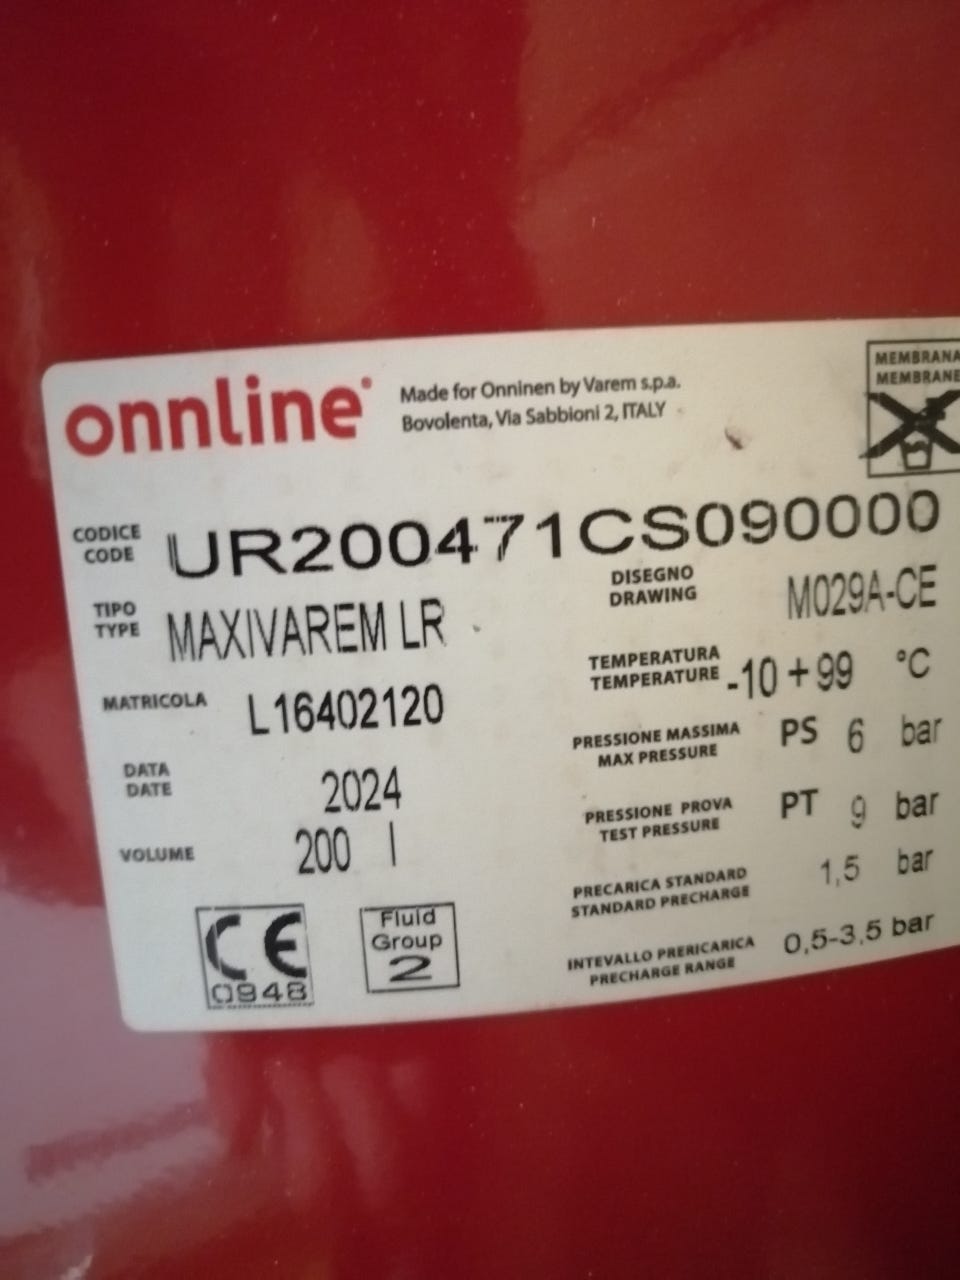 onnline
Made for Onninen by Varem s.p.a.
Bovolenta, Via Sabbioni 2, ITALY
MEMBRANA
MEMBRANE
CODICE
CODE
UR200471CS090000
TIPO
TYPE
MAXIVAREM LR
DISEGNO
DRAWING
M029A-CE
MATRICOLA
L16402120
TEMPERATURA
TEMPERATURE
-10 +99 °C
DATA
DATE
2024
PRESSIONE MASSIMA
MAX PRESSURE
PS 6 bar
VOLUME
200 l
PRESSIONE PROVA
TEST PRESSURE
PT 9 bar
PRECARICA STANDARD
STANDARD PRECHARGE
1,5 bar
INTEVALLO PRERICARICA
PRECHARGE RANGE
0,5-3,5 bar
CE
0948
Fluid
Group
2